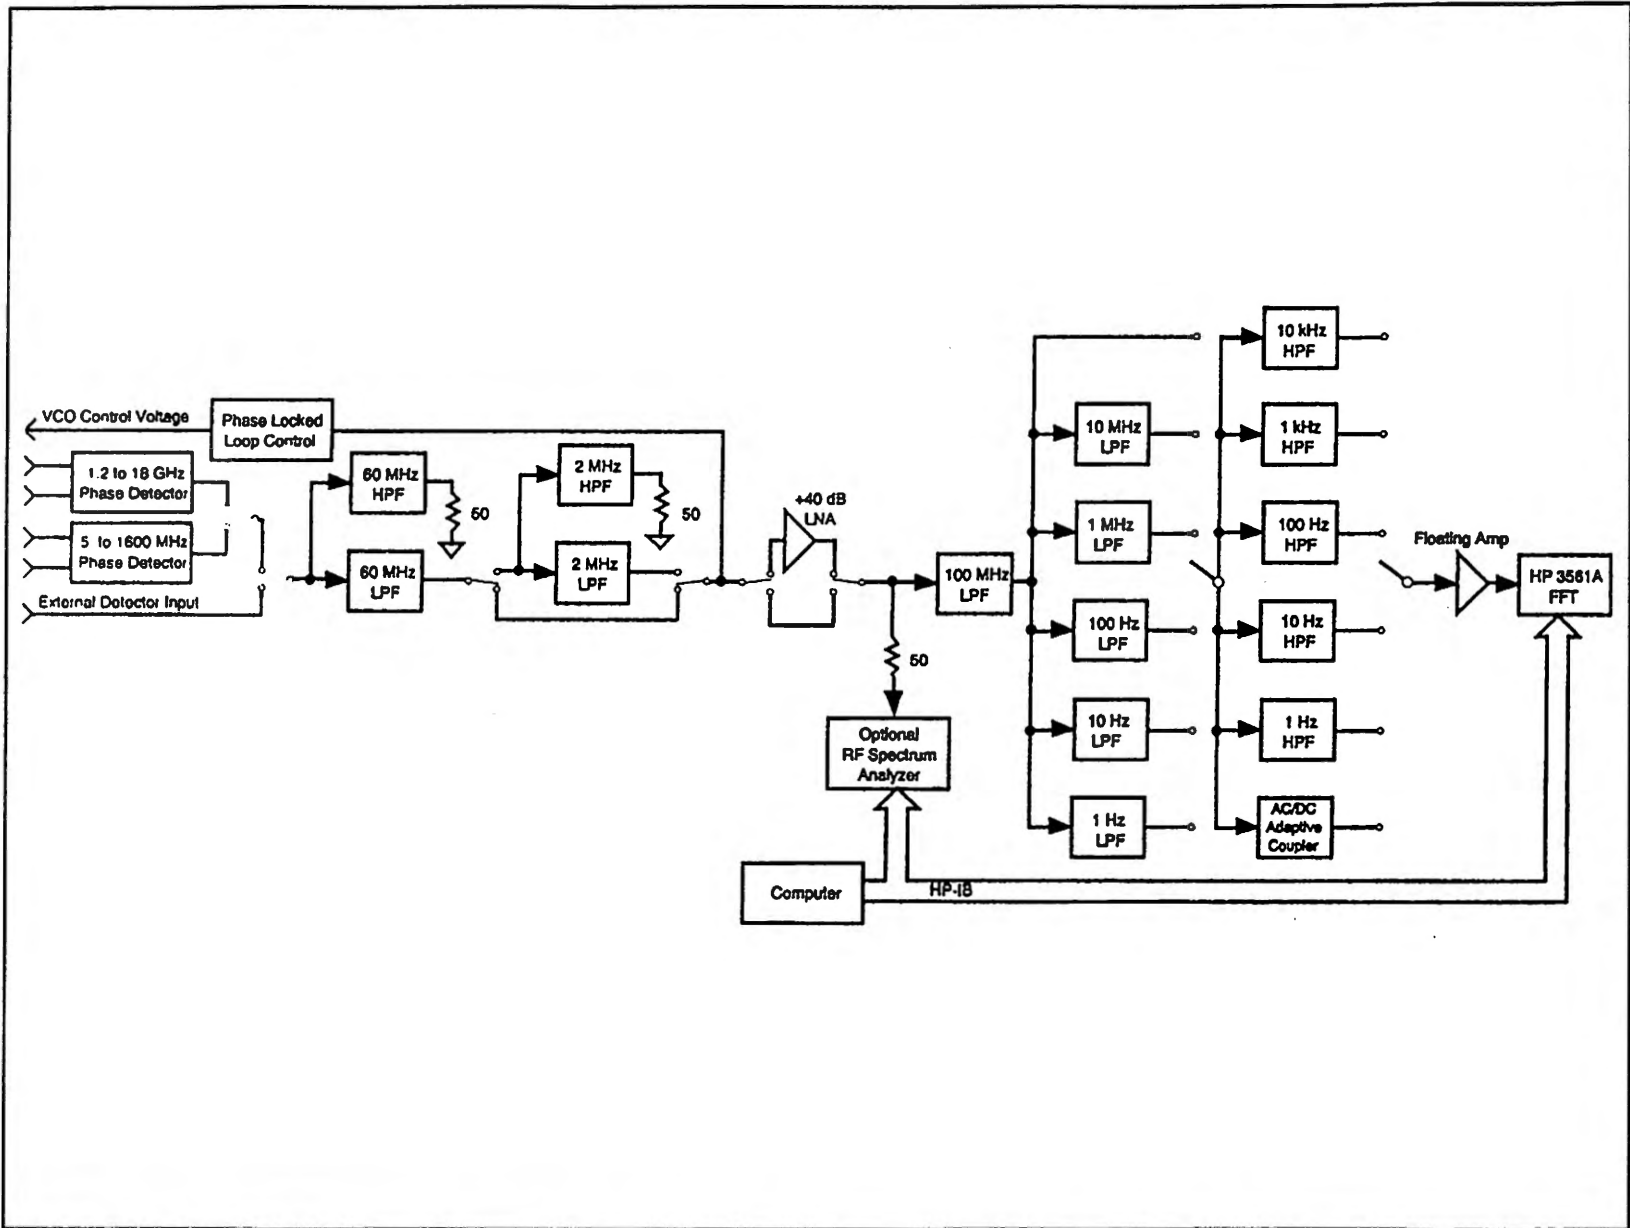 VCO Control Voltage
Phase Locked
Loop Control
1.2 to 18 GHz
Phase Detector
5 to 1600 MHz
Phase Detector
External Detector Input
60 MHz
HPF
50
60 MHz
LPF
2 MHz
HPF
50
2 MHz
LPF
+40 dB
LNA
50
Optional
RF Spectrum
Analyzer
Computer
HP-IB
100 MHz
LPF
10 MHz
LPF
1 MHz
LPF
100 Hz
LPF
10 Hz
LPF
1 Hz
LPF
10 kHz
HPF
1 kHz
HPF
100 Hz
HPF
10 Hz
HPF
1 Hz
HPF
AC/DC
Adaptive
Coupler
Floating Amp
HP 3561A
FFT